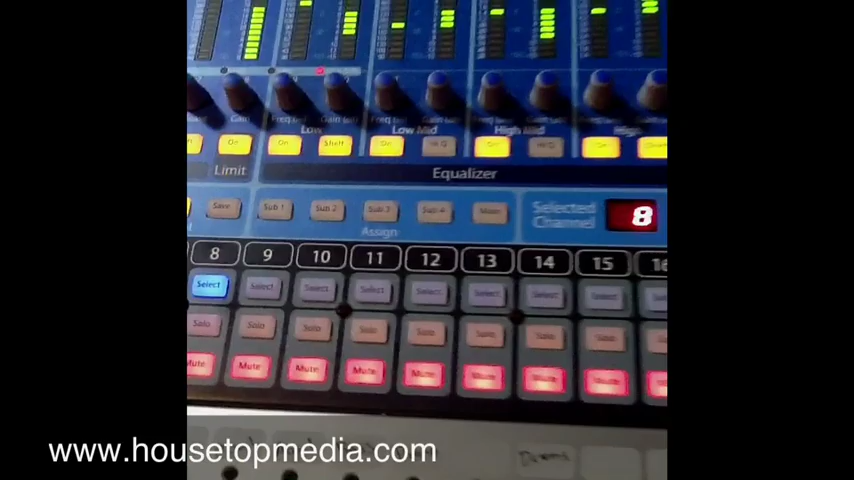 Gain Freq Gain Freq Gain Freq Gain
Low Low Mid High Mid High
On On Shelf On Hi Q On Hi Q On
Limit Equalizer
Save Sub 1 Sub 2 Sub 3 Sub 4 Main Selected
Channel 8
Assign
8 9 10 11 12 13 14 15 16
Select Select Select Select Select Select Select Select
Solo Solo Solo Solo Solo Solo Solo Solo
Mute Mute Mute Mute Mute Mute Mute Mute
www.housetopmedia.com
Drums